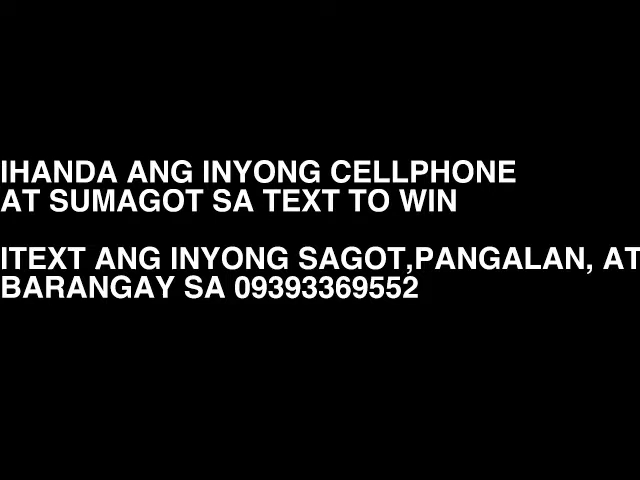 IHANDA ANG INYONG CELLPHONE
AT SUMAGOT SA TEXT TO WIN
ITEXT ANG INYONG SAGOT,PANGALAN, AT
BARANGAY SA 09393369552